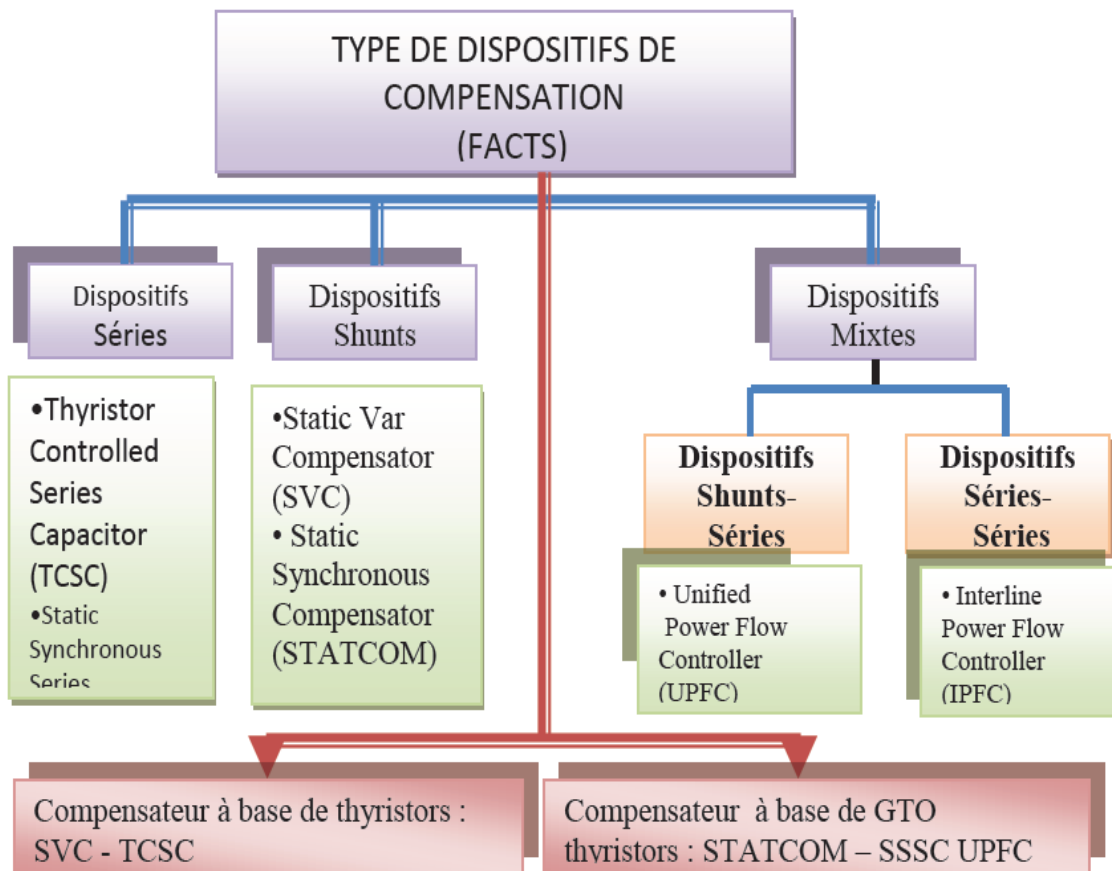 TYPE DE DISPOSITIFS DE
COMPENSATION
(FACTS)
Dispositifs
Séries
Dispositifs
Shunts
Dispositifs
Mixtes
•Thyristor
Controlled
Series
Capacitor
(TCSC)
•Static
Synchronous
Series
•Static Var
Compensator
(SVC)
• Static
Synchronous
Compensator
(STATCOM)
Dispositifs
Shunts-
Séries
Dispositifs
Séries-
Séries
• Unified
Power Flow
Controller
(UPFC)
• Interline
Power Flow
Controller
(IPFC)
Compensateur à base de thyristors :
SVC - TCSC
Compensateur à base de GTO
thyristors : STATCOM – SSSC UPFC